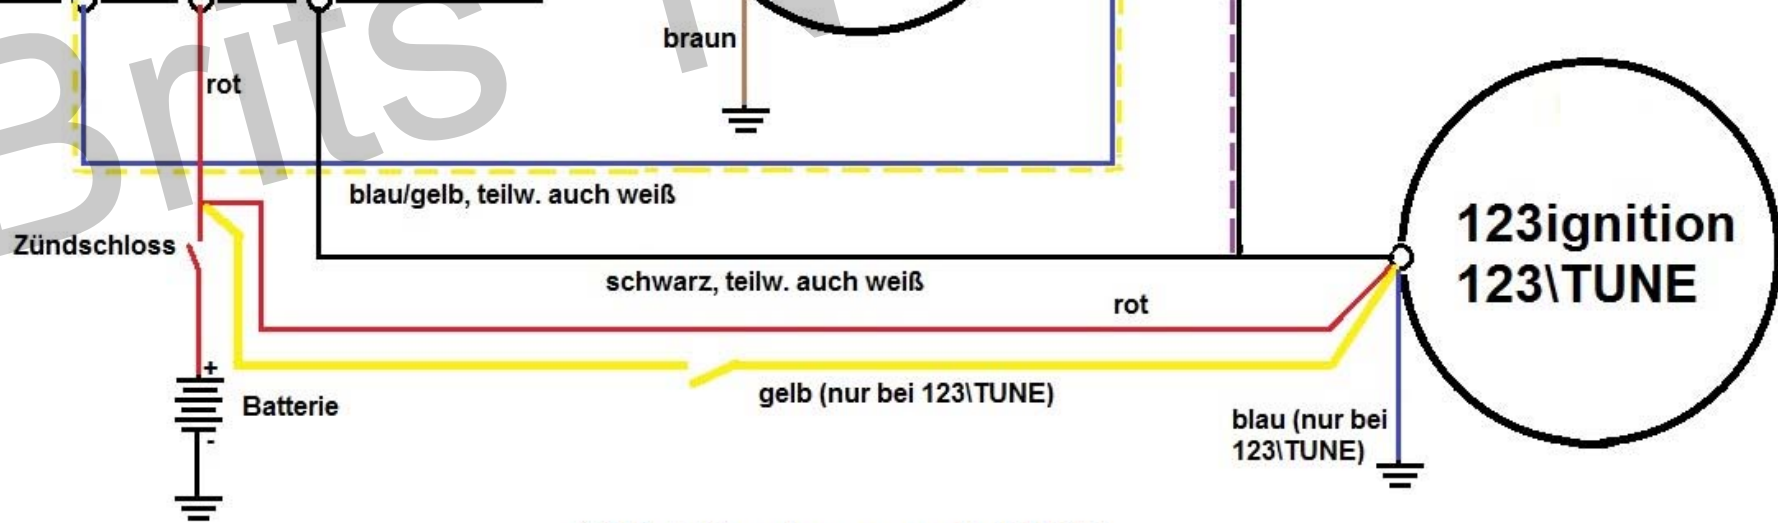 braun
rot
blau/gelb, teilw. auch weiß
Zündschloss
schwarz, teilw. auch weiß
rot
123ignition
123\TUNE
+
Batterie
-
gelb (nur bei 123\TUNE)
blau (nur bei
123\TUNE)
Brits